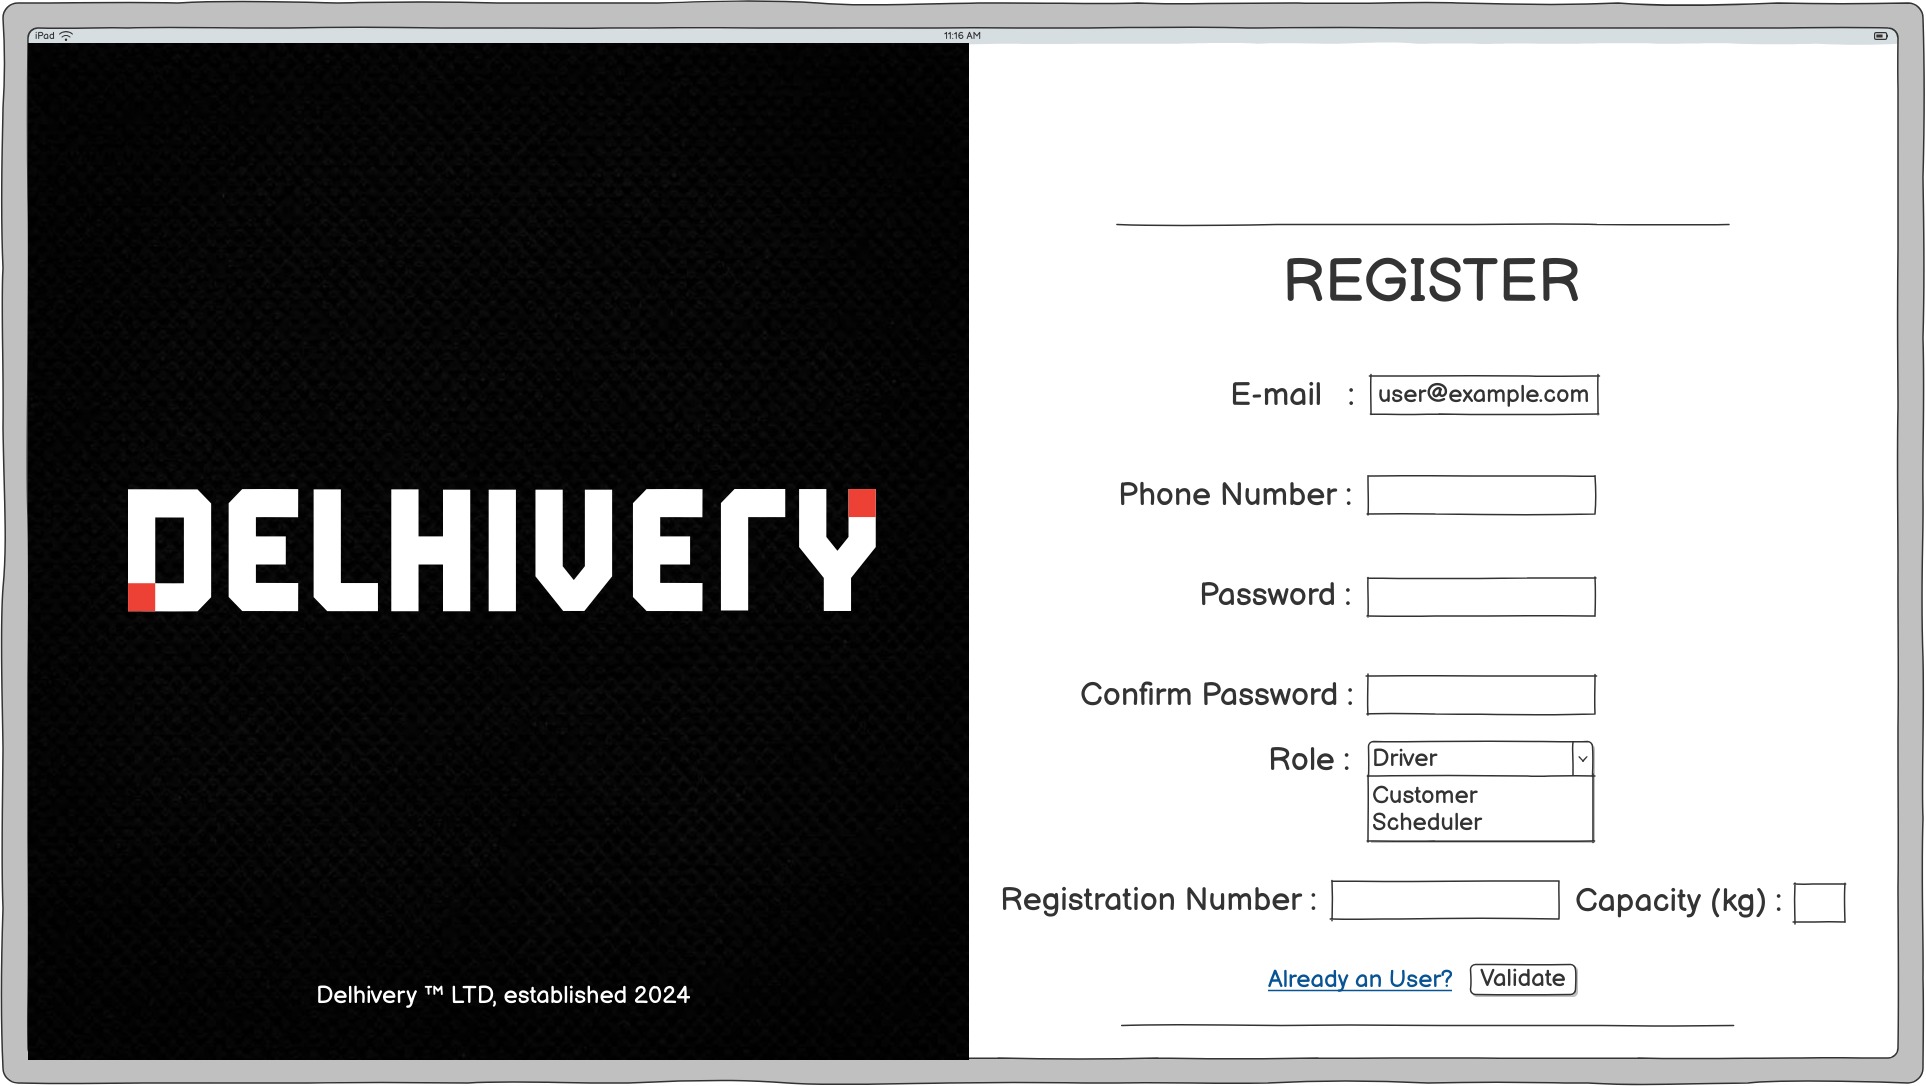 iPad
11:16 AM
DELHIVERY
Delhivery ™ LTD, established 2024
REGISTER
E-mail : user@example.com
Phone Number :
Password :
Confirm Password :
Role : Driver
Customer
Scheduler
Registration Number : Capacity (kg) :
Already an User? Validate